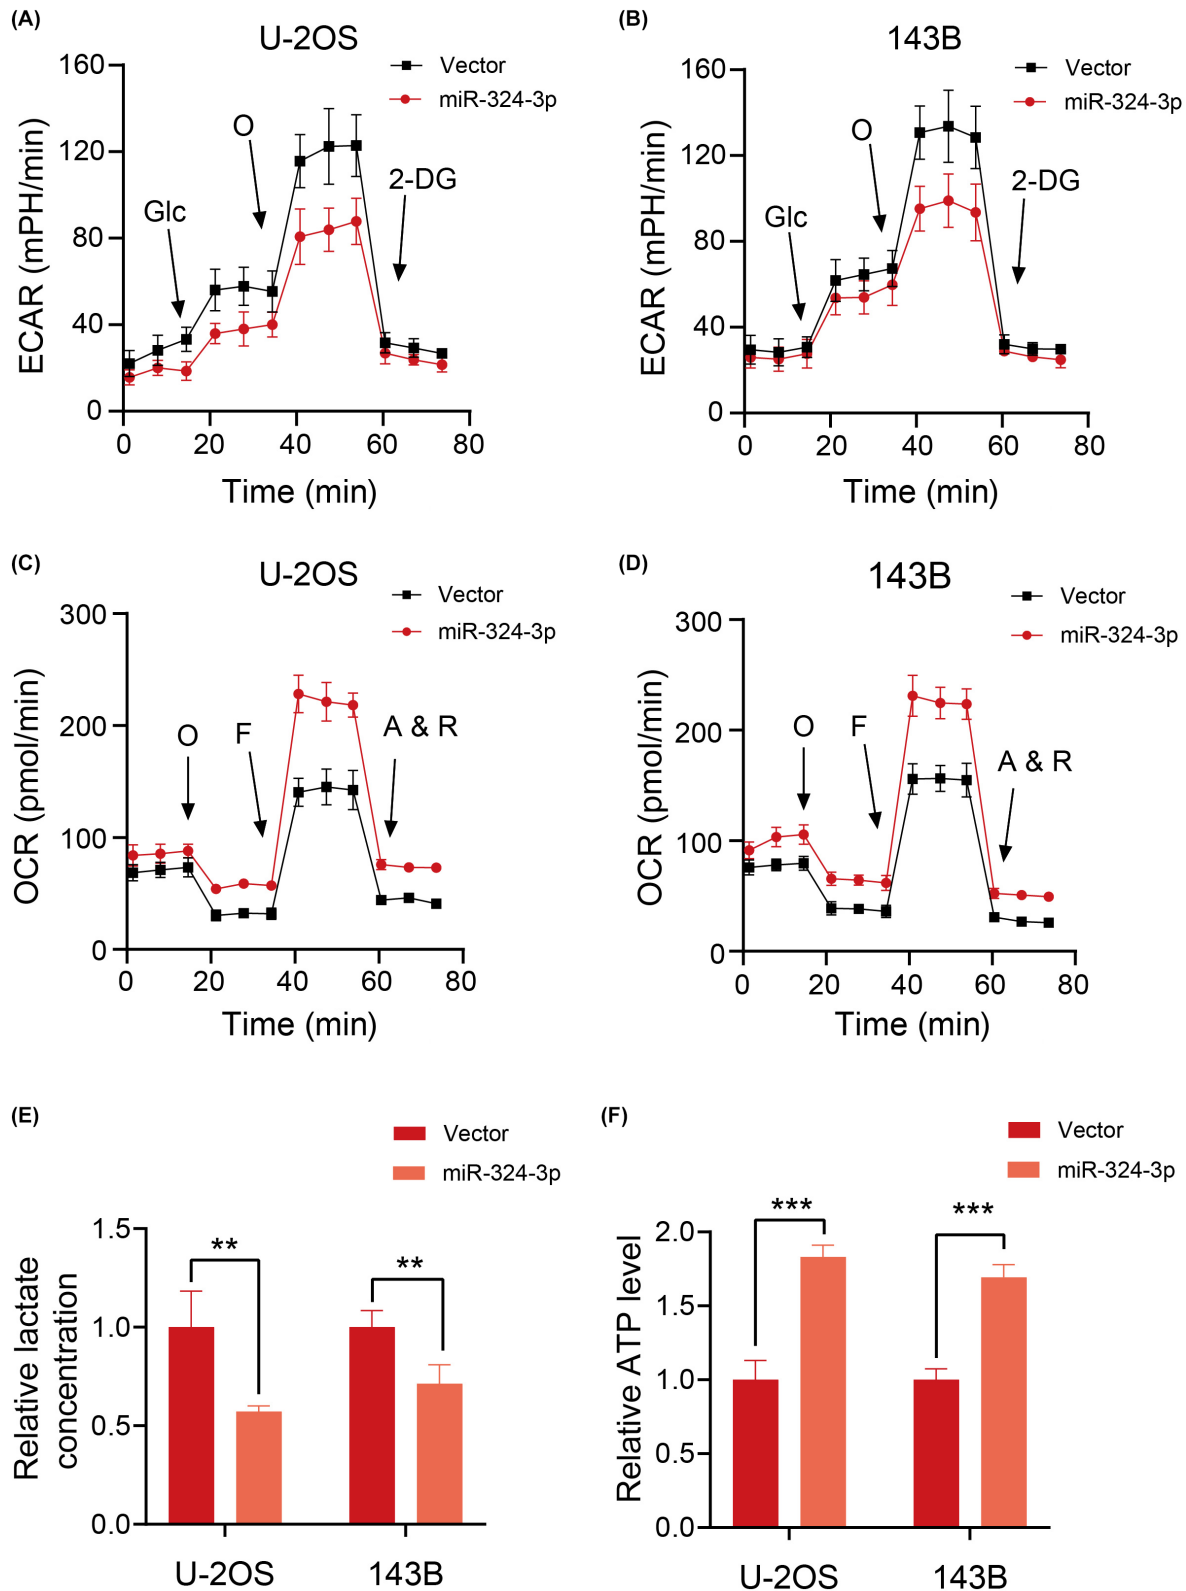 (A)
U-2OS
Vector
miR-324-3p
ECAR (mPH/min)
160
120
80
40
0
Glc
O
2-DG
0 20 40 60 80
Time (min)
(B)
143B
Vector
miR-324-3p
ECAR (mPH/min)
160
120
80
40
0
Glc
O
2-DG
0 20 40 60 80
Time (min)
(C)
U-2OS
Vector
miR-324-3p
OCR (pmol/min)
300
200
100
0
O
F
A & R
0 20 40 60 80
Time (min)
(D)
143B
Vector
miR-324-3p
OCR (pmol/min)
300
200
100
0
O
F
A & R
0 20 40 60 80
Time (min)
(E)
Vector
miR-324-3p
Relative lactate
concentration
1.5
1.0
0.5
0.0
**
**
U-2OS 143B
(F)
Vector
miR-324-3p
Relative ATP level
2.0
1.5
1.0
0.5
0.0
***
***
U-2OS 143B